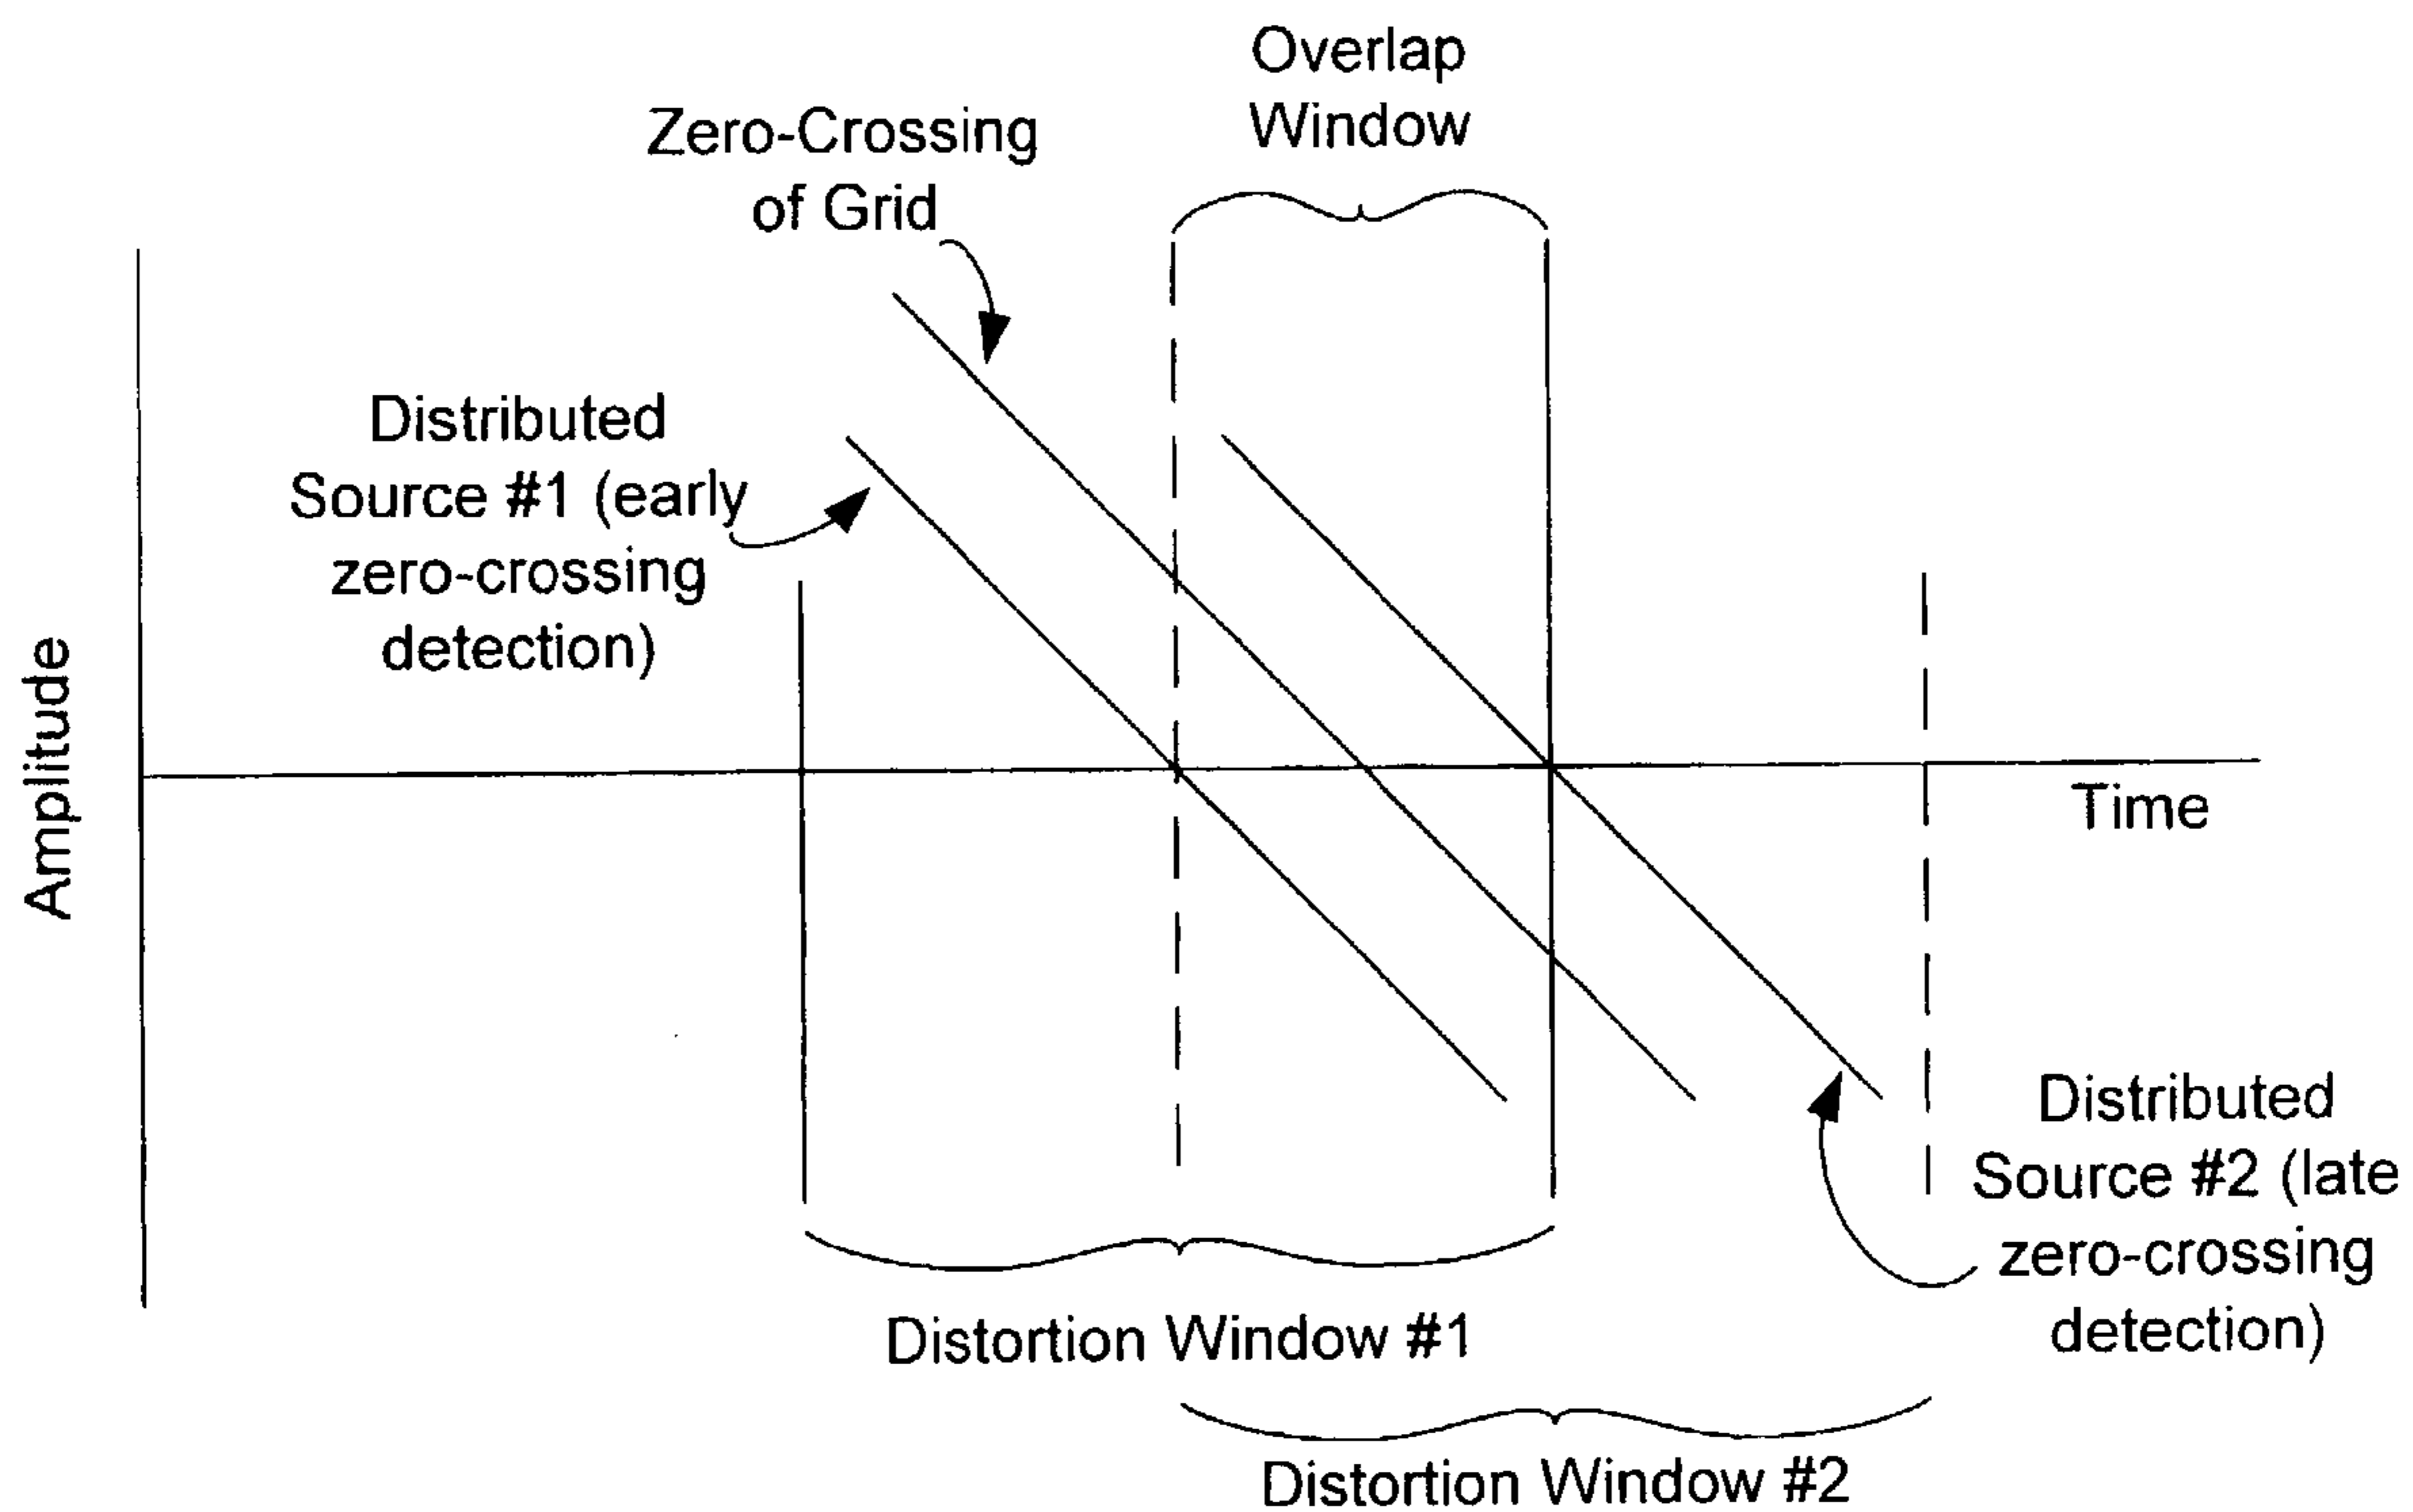 Overlap
Window
Zero-Crossing
of Grid
Distributed
Source #1 (early
zero-crossing
detection)
Amplitude
Time
Distributed
Source #2 (late
zero-crossing
detection)
Distortion Window #1
Distortion Window #2